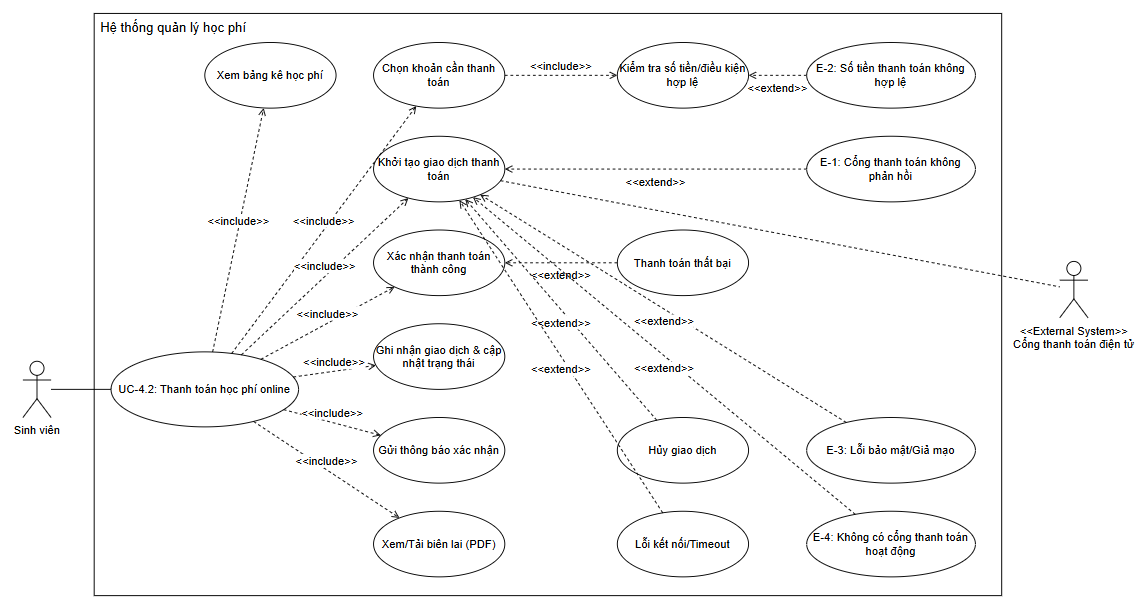 Hệ thống quản lý học phí
Xem bảng kê học phí
Chọn khoản cần thanh
toán
<<include>>
Kiểm tra số tiền/điều kiện
hợp lệ
<<extend>>
E-2: Số tiền thanh toán không
hợp lệ
Khởi tạo giao dịch thanh
toán
<<extend>>
E-1: Cổng thanh toán không
phản hồi
<<include>>
<<include>>
<<include>>
Xác nhận thanh toán
thành công
<<extend>>
Thanh toán thất bại
<<include>>
<<extend>>
<<extend>>
<<External System>>
Cổng thanh toán điện tử
Ghi nhận giao dịch & cập
nhật trạng thái
<<include>>
<<extend>>
<<extend>>
UC-4.2: Thanh toán học phí online
Sinh viên
<<include>>
Gửi thông báo xác nhận
Hủy giao dịch
E-3: Lỗi bảo mật/Giả mạo
<<include>>
Xem/Tải biên lai (PDF)
Lỗi kết nối/Timeout
E-4: Không có cổng thanh toán
hoạt động